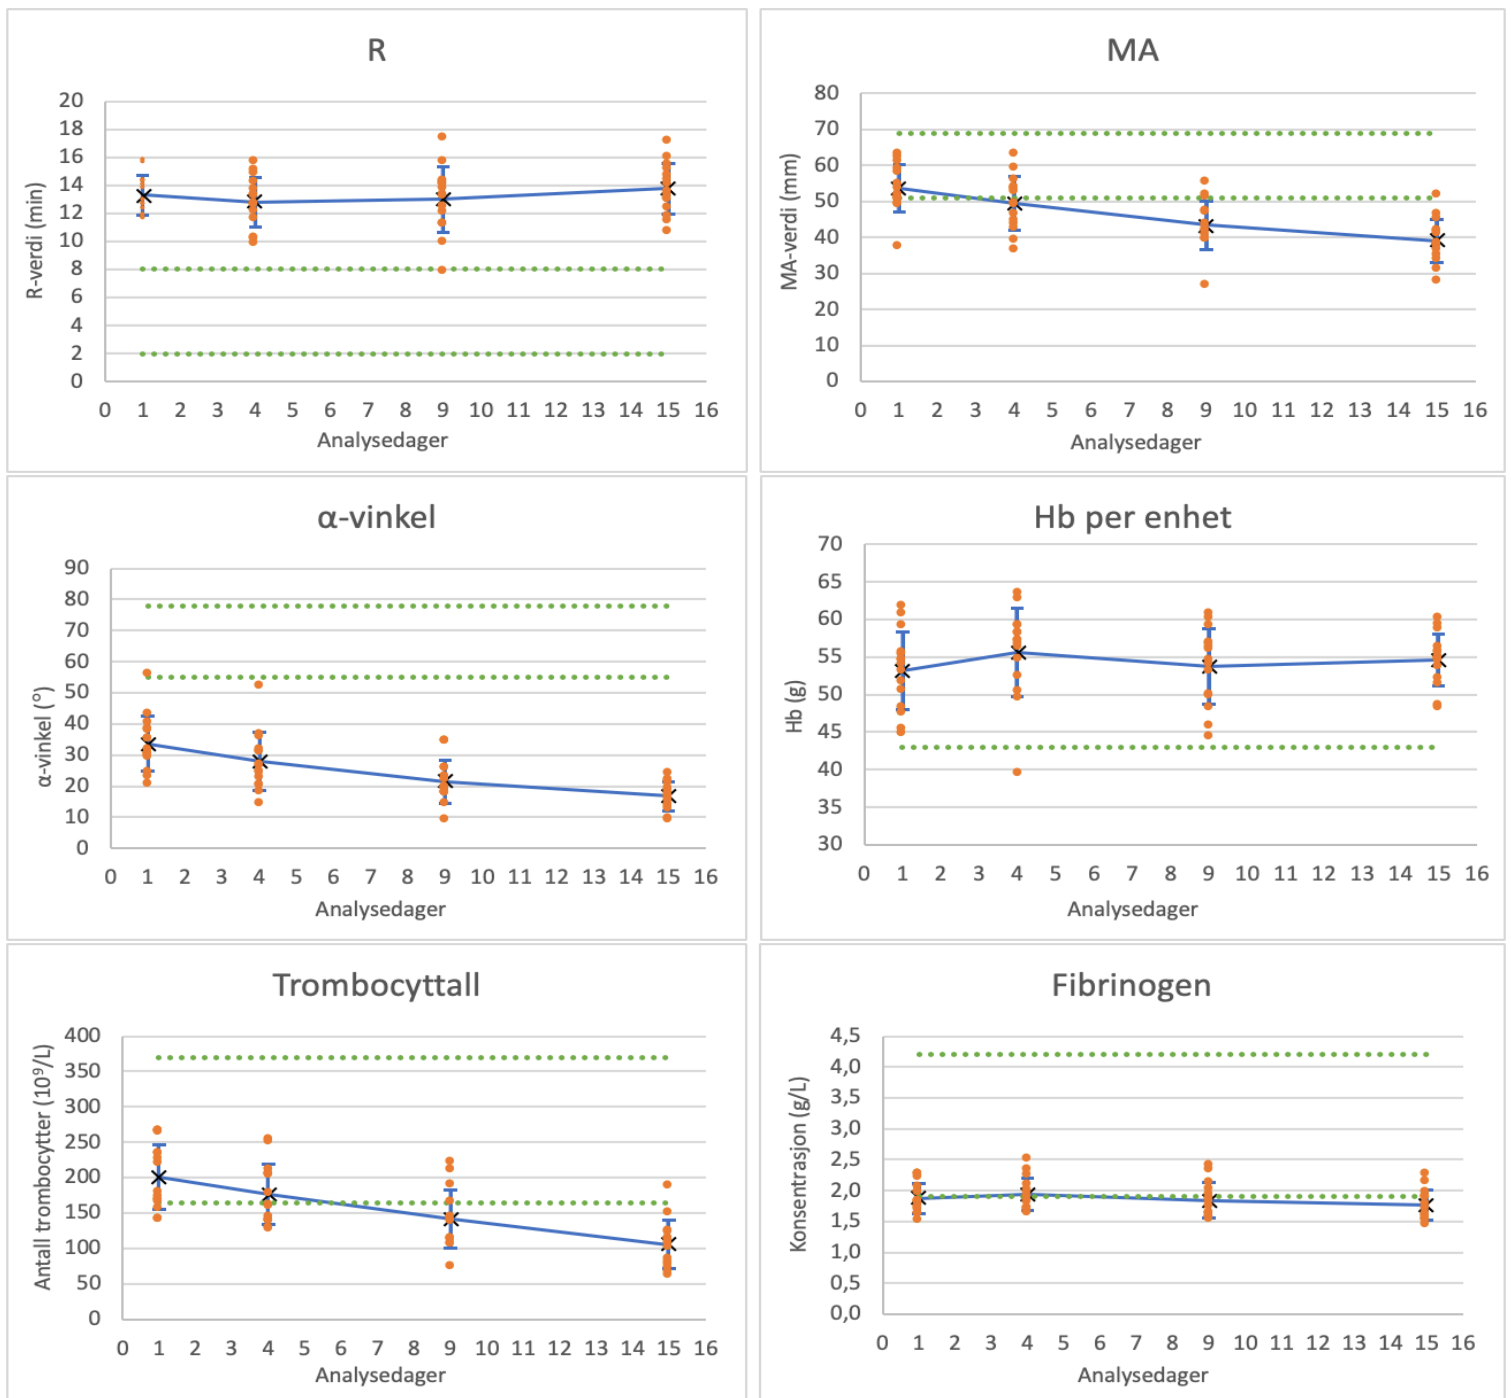 R
20
18
16
14
12
10
8
6
4
2
0
R-verdi (min)
0 1 2 3 4 5 6 7 8 9 10 11 12 13 14 15 16
Analysedager
MA
80
70
60
50
40
30
20
10
0
MA-verdi (mm)
0 1 2 3 4 5 6 7 8 9 10 11 12 13 14 15 16
Analysedager
α-vinkel
90
80
70
60
50
40
30
20
10
0
α-vinkel (°)
0 1 2 3 4 5 6 7 8 9 10 11 12 13 14 15 16
Analysedager
Hb per enhet
70
65
60
55
50
45
40
35
30
Hb (g)
0 1 2 3 4 5 6 7 8 9 10 11 12 13 14 15 16
Analysedager
Trombocyttall
400
350
300
250
200
150
100
50
0
Antall trombocytter (10⁹/L)
0 1 2 3 4 5 6 7 8 9 10 11 12 13 14 15 16
Analysedager
Fibrinogen
4,5
4,0
3,5
3,0
2,5
2,0
1,5
1,0
0,5
0,0
Konsentrasjon (g/L)
0 1 2 3 4 5 6 7 8 9 10 11 12 13 14 15 16
Analysedager